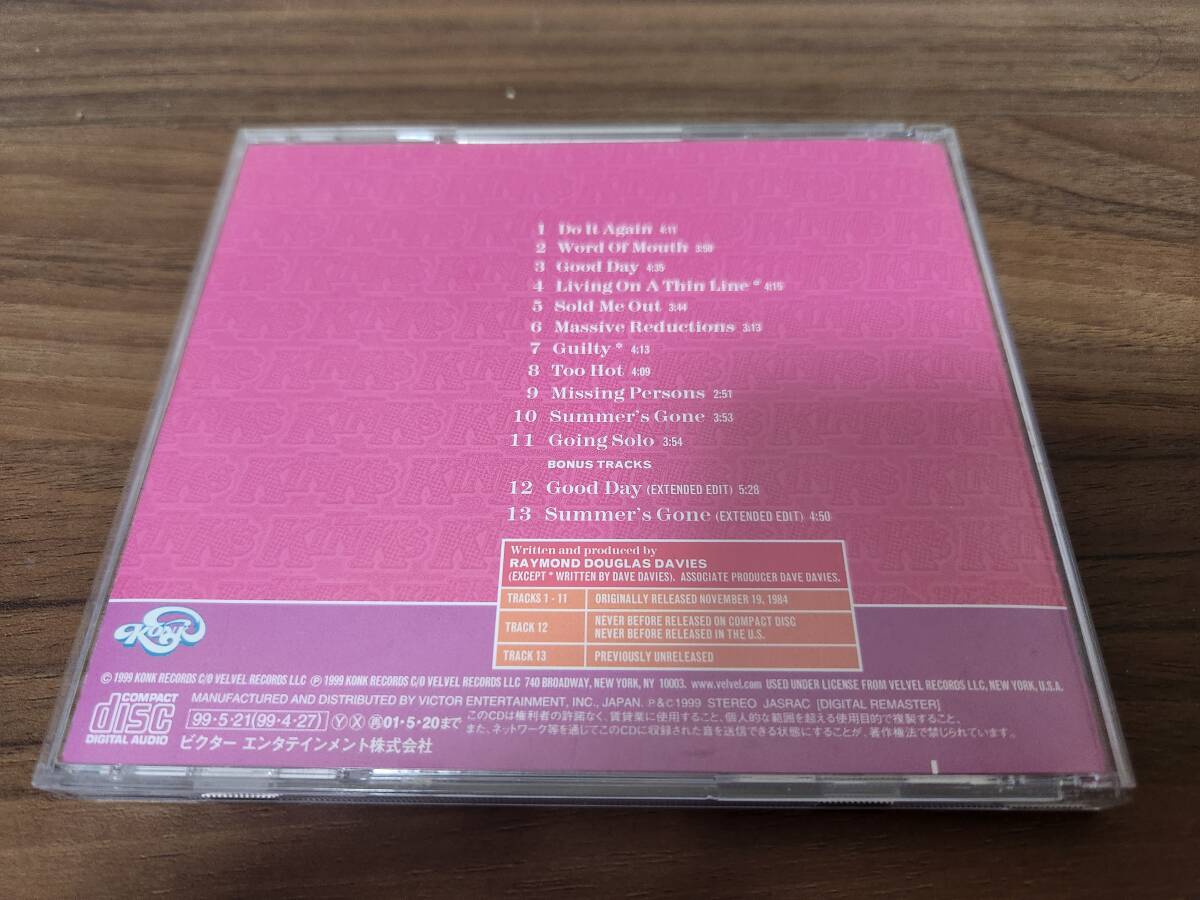 1 Do It Again 4:11
2 Word Of Mouth 3:50
3 Good Day 4:35
4 Living On A Thin Line * 4:15
5 Sold Me Out 3:44
6 Massive Reductions 3:13
7 Guilty * 4:13
8 Too Hot 4:09
9 Missing Persons 2:51
10 Summer's Gone 3:53
11 Going Solo 3:54
BONUS TRACKS
12 Good Day (EXTENDED EDIT) 5:28
13 Summer's Gone (EXTENDED EDIT) 4:50
Written and produced by
RAYMOND DOUGLAS DAVIES
(EXCEPT * WRITTEN BY DAVE DAVIES). ASSOCIATE PRODUCER DAVE DAVIES.
TRACKS 1 - 11 ORIGINALLY RELEASED NOVEMBER 19, 1984
TRACK 12 NEVER BEFORE RELEASED ON COMPACT DISC
NEVER BEFORE RELEASED IN THE U.S.
TRACK 13 PREVIOUSLY UNRELEASED
KONK
© 1999 KONK RECORDS C/O VELVEL RECORDS LLC ℗ 1999 KONK RECORDS C/O VELVEL RECORDS LLC 740 BROADWAY, NEW YORK, NY 10003. www.velvel.com USED UNDER LICENSE FROM VELVEL RECORDS LLC, NEW YORK, U.S.A.
COMPACT
disc
DIGITAL AUDIO
MANUFACTURED AND DISTRIBUTED BY VICTOR ENTERTAINMENT, INC., JAPAN. P&C1999 STEREO JASRAC [DIGITAL REMASTER]
99・5・21(99・4・27) Ⓨ Ⓧ 再01・5・20まで
このCDは権利者の許諾なく、賃貸業に使用すること、個人的な範囲を超える使用目的で複製すること、
また、ネットワーク等を通じてこのCDに収録された音を送信できる状態にすることが、著作権法で禁じられています。
ビクター エンタテインメント株式会社